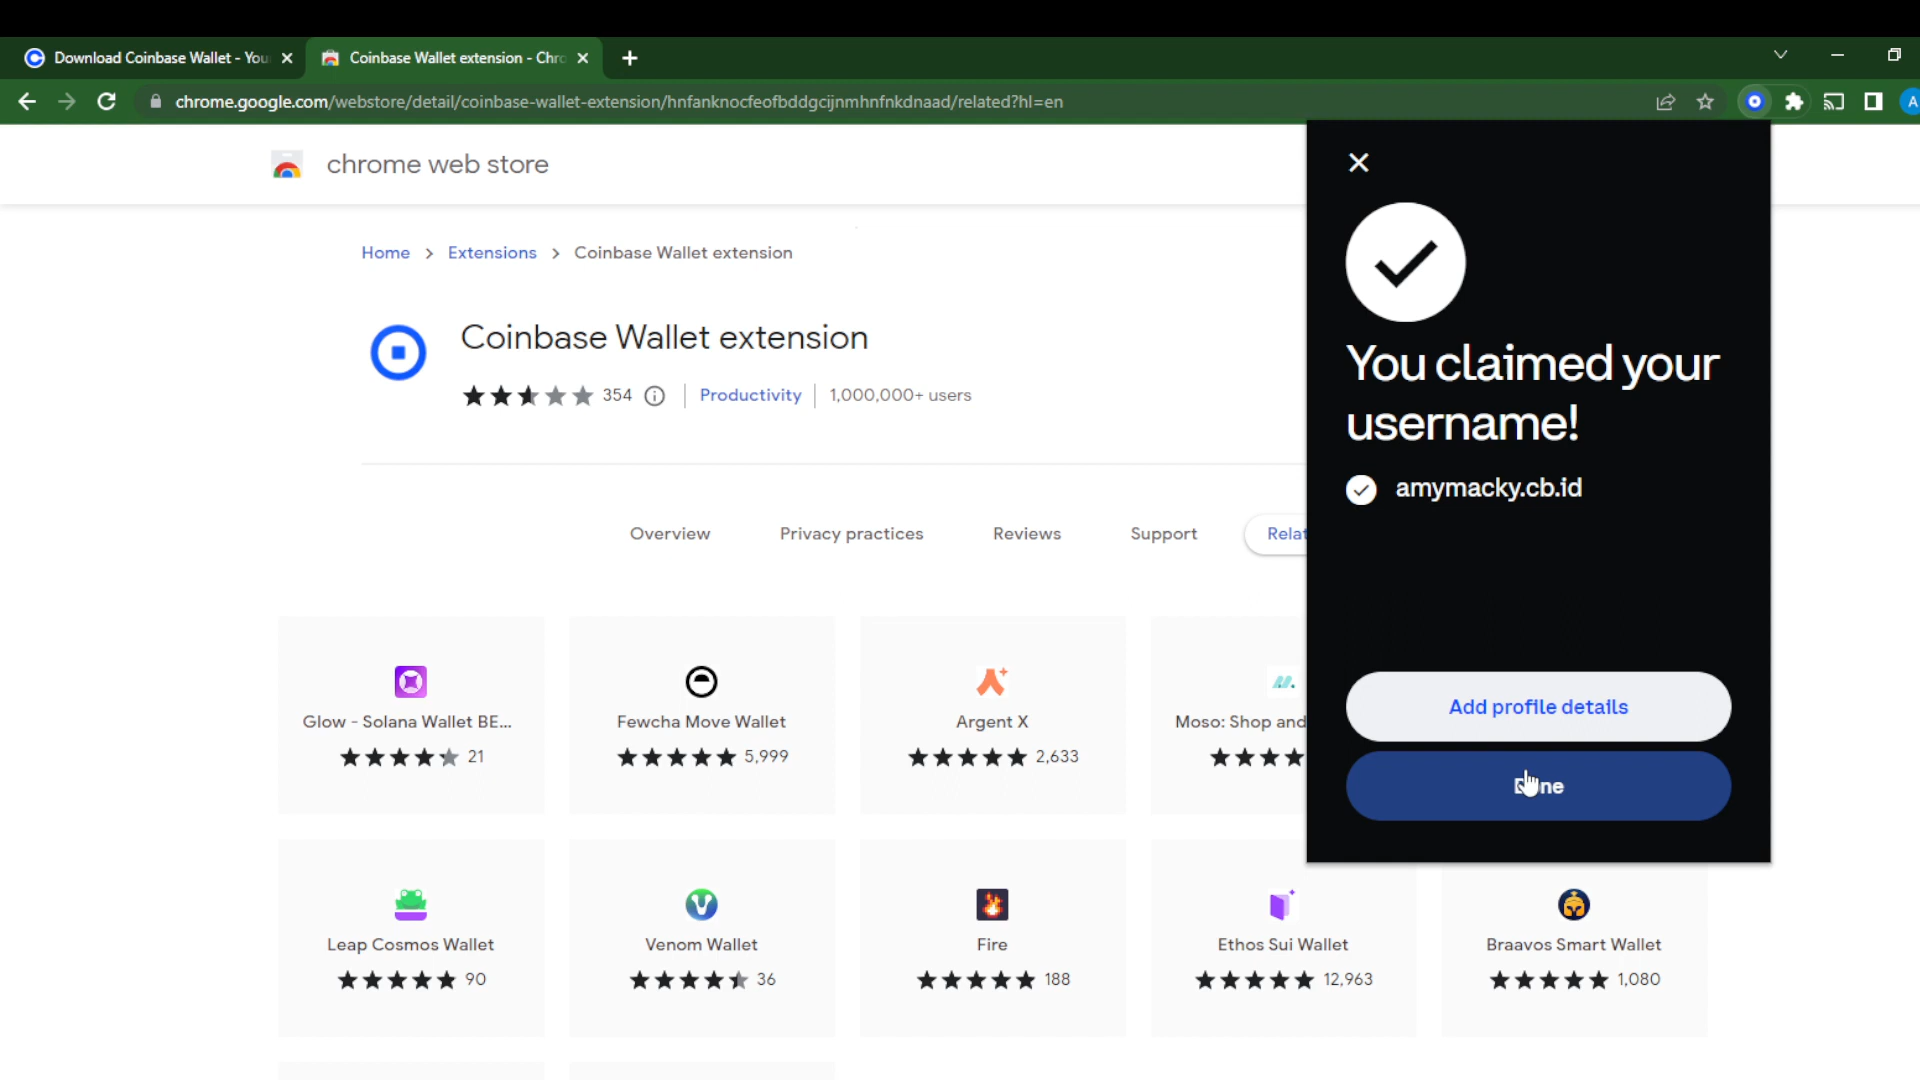 Download Coinbase Wallet - You
Coinbase Wallet extension - Chro
chrome.google.com/webstore/detail/coinbase-wallet-extension/hnfanknocfeofbddgcijnmhnfnkdnaad/related?hl=en
A
chrome web store
Home > Extensions > Coinbase Wallet extension
Coinbase Wallet extension
354 Productivity 1,000,000+ users
Overview Privacy practices Reviews Support Relat
Glow - Solana Wallet BE...
21
Fewcha Move Wallet
5,999
Argent X
2,633
Moso: Shop and
Leap Cosmos Wallet
90
Venom Wallet
36
Fire
188
Ethos Sui Wallet
12,963
Braavos Smart Wallet
1,080
You claimed your
username!
amymacky.cb.id
Add profile details